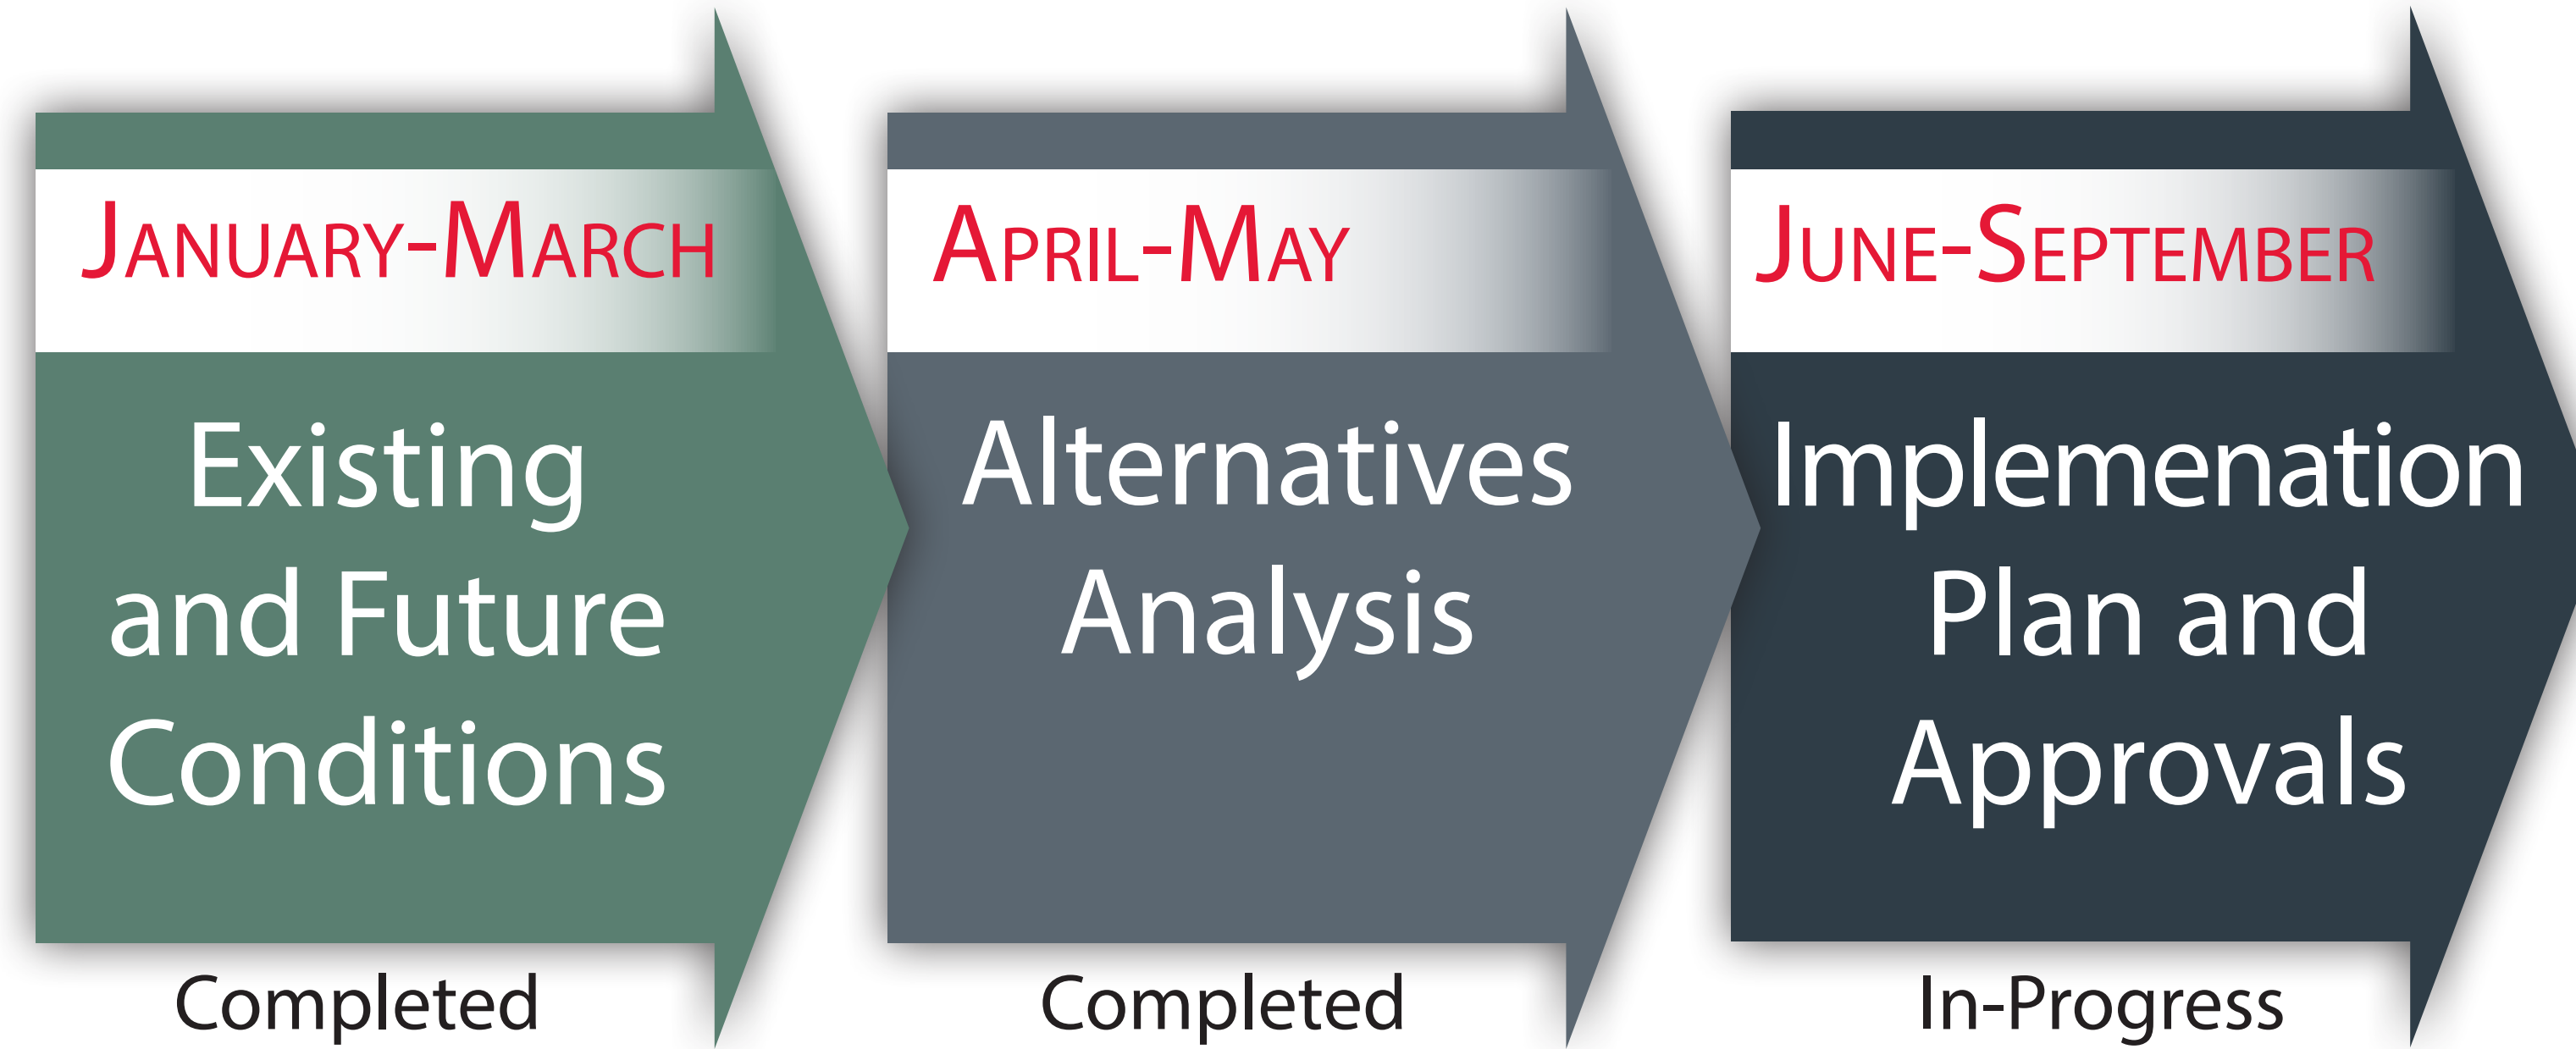 January-March
Existing
and Future
Conditions
Completed
April-May
Alternatives
Analysis
Completed
June-September
Implemenation
Plan and
Approvals
In-Progress